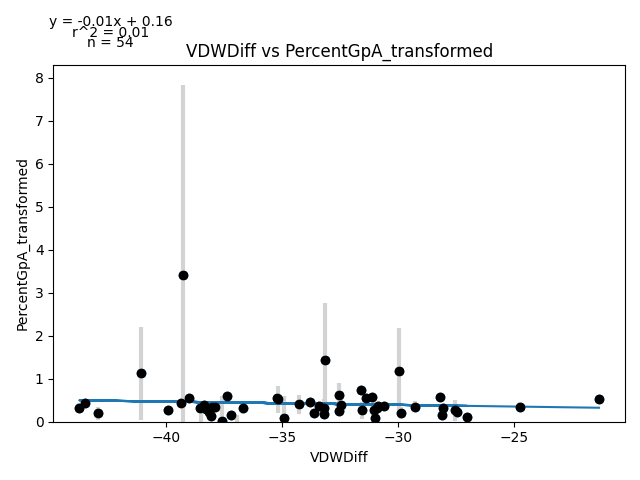 y = -0.01x + 0.16
r^2 = 0.01
n = 54
VDWDiff vs PercentGpA_transformed
PercentGpA_transformed
8
7
6
5
4
3
2
1
0
−40
−35
−30
−25
VDWDiff